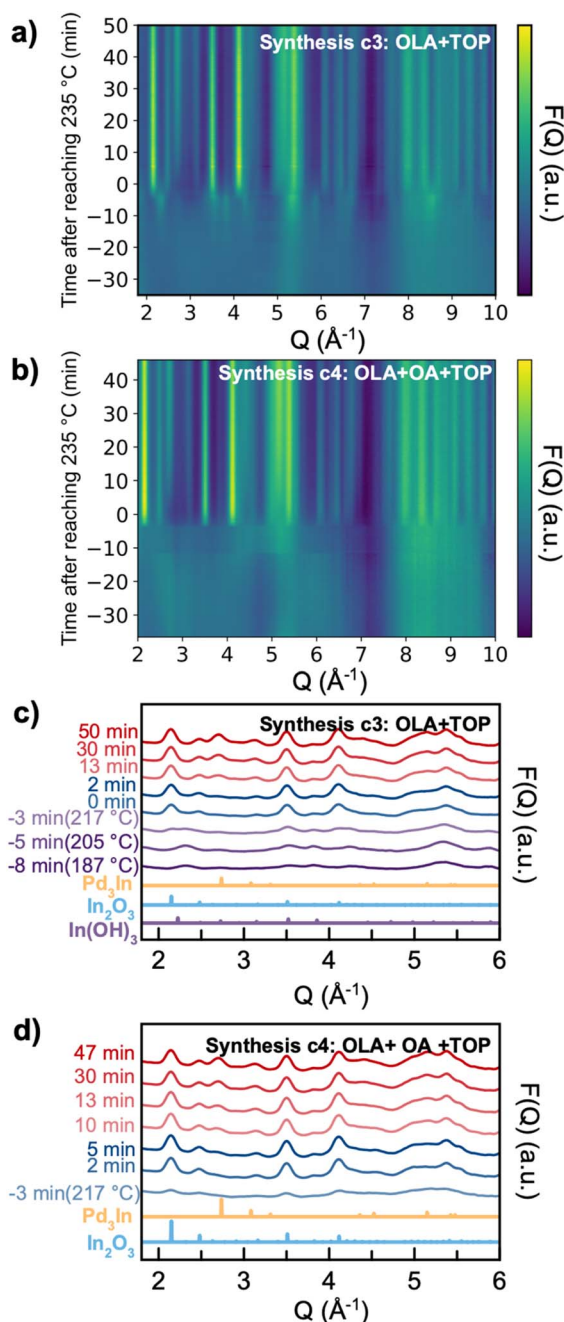 a)
Synthesis c3: OLA+TOP
Time after reaching 235 °C (min)
50
40
30
20
10
0
−10
−20
−30
2 3 4 5 6 7 8 9 10
Q (Å⁻¹)
F(Q) (a.u.)
b)
Synthesis c4: OLA+OA+TOP
Time after reaching 235 °C (min)
40
30
20
10
0
−10
−20
−30
2 3 4 5 6 7 8 9 10
Q (Å⁻¹)
F(Q) (a.u.)
c)
Synthesis c3: OLA+TOP
50 min
30 min
13 min
2 min
0 min
-3 min(217 °C)
-5 min(205 °C)
-8 min(187°C)
Pd₃In
In₂O₃
In(OH)₃
2 3 4 5 6
Q (Å⁻¹)
F(Q) (a.u.)
d)
Synthesis c4: OLA+ OA +TOP
47 min
30 min
13 min
10 min
5 min
2 min
-3 min(217 °C)
Pd₃In
In₂O₃
2 3 4 5 6
Q (Å⁻¹)
F(Q) (a.u.)